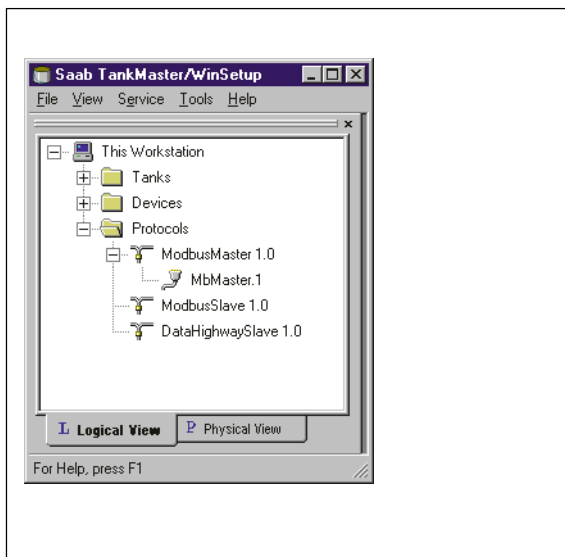 Saab TankMaster/WinSetup
File View Service Tools Help
This Workstation
Tanks
Devices
Protocols
ModbusMaster 1.0
MbMaster.1
ModbusSlave 1.0
DataHighwaySlave 1.0
L Logical View P Physical View
For Help, press F1